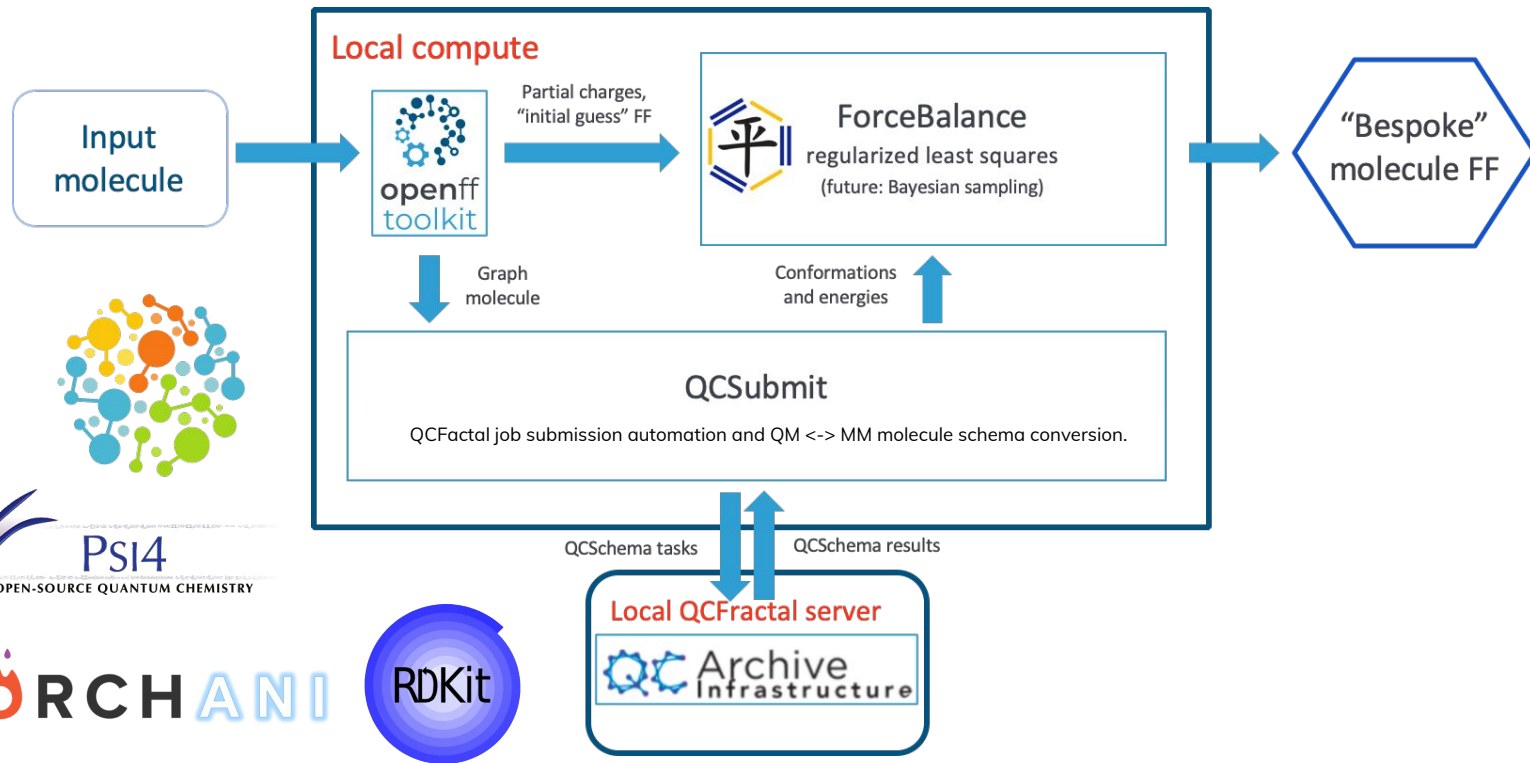 Local compute
Input
molecule
openff
toolkit
Partial charges,
“initial guess” FF
平
ForceBalance
regularized least squares
(future: Bayesian sampling)
“Bespoke”
molecule FF
Graph
molecule
Conformations
and energies
QCSubmit
QCFactal job submission automation and QM <-> MM molecule schema conversion.
QCSchema tasks
QCSchema results
PSI4
OPEN-SOURCE QUANTUM CHEMISTRY
Local QCFractal server
QC Archive
Infrastructure
ORCHANI
RDKit